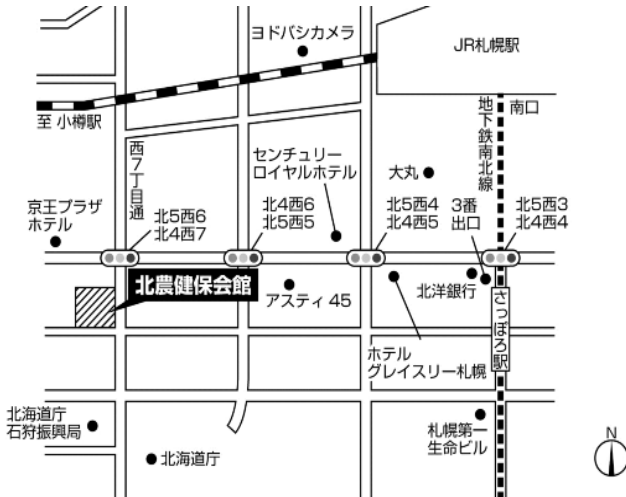 ヨドバシカメラ
JR札幌駅
至 小樽駅
地下鉄南北線
南口
西7丁目通
センチュリー
ロイヤルホテル
大丸
3番
出口
京王プラザ
ホテル
北5西6
北4西7
北4西6
北5西5
北5西4
北4西5
北5西3
北4西4
北農健保会館
アスティ 45
北洋銀行
さっぽろ駅
ホテル
グレイスリー札幌
北海道庁
石狩振興局
北海道庁
札幌第一
生命ビル
N